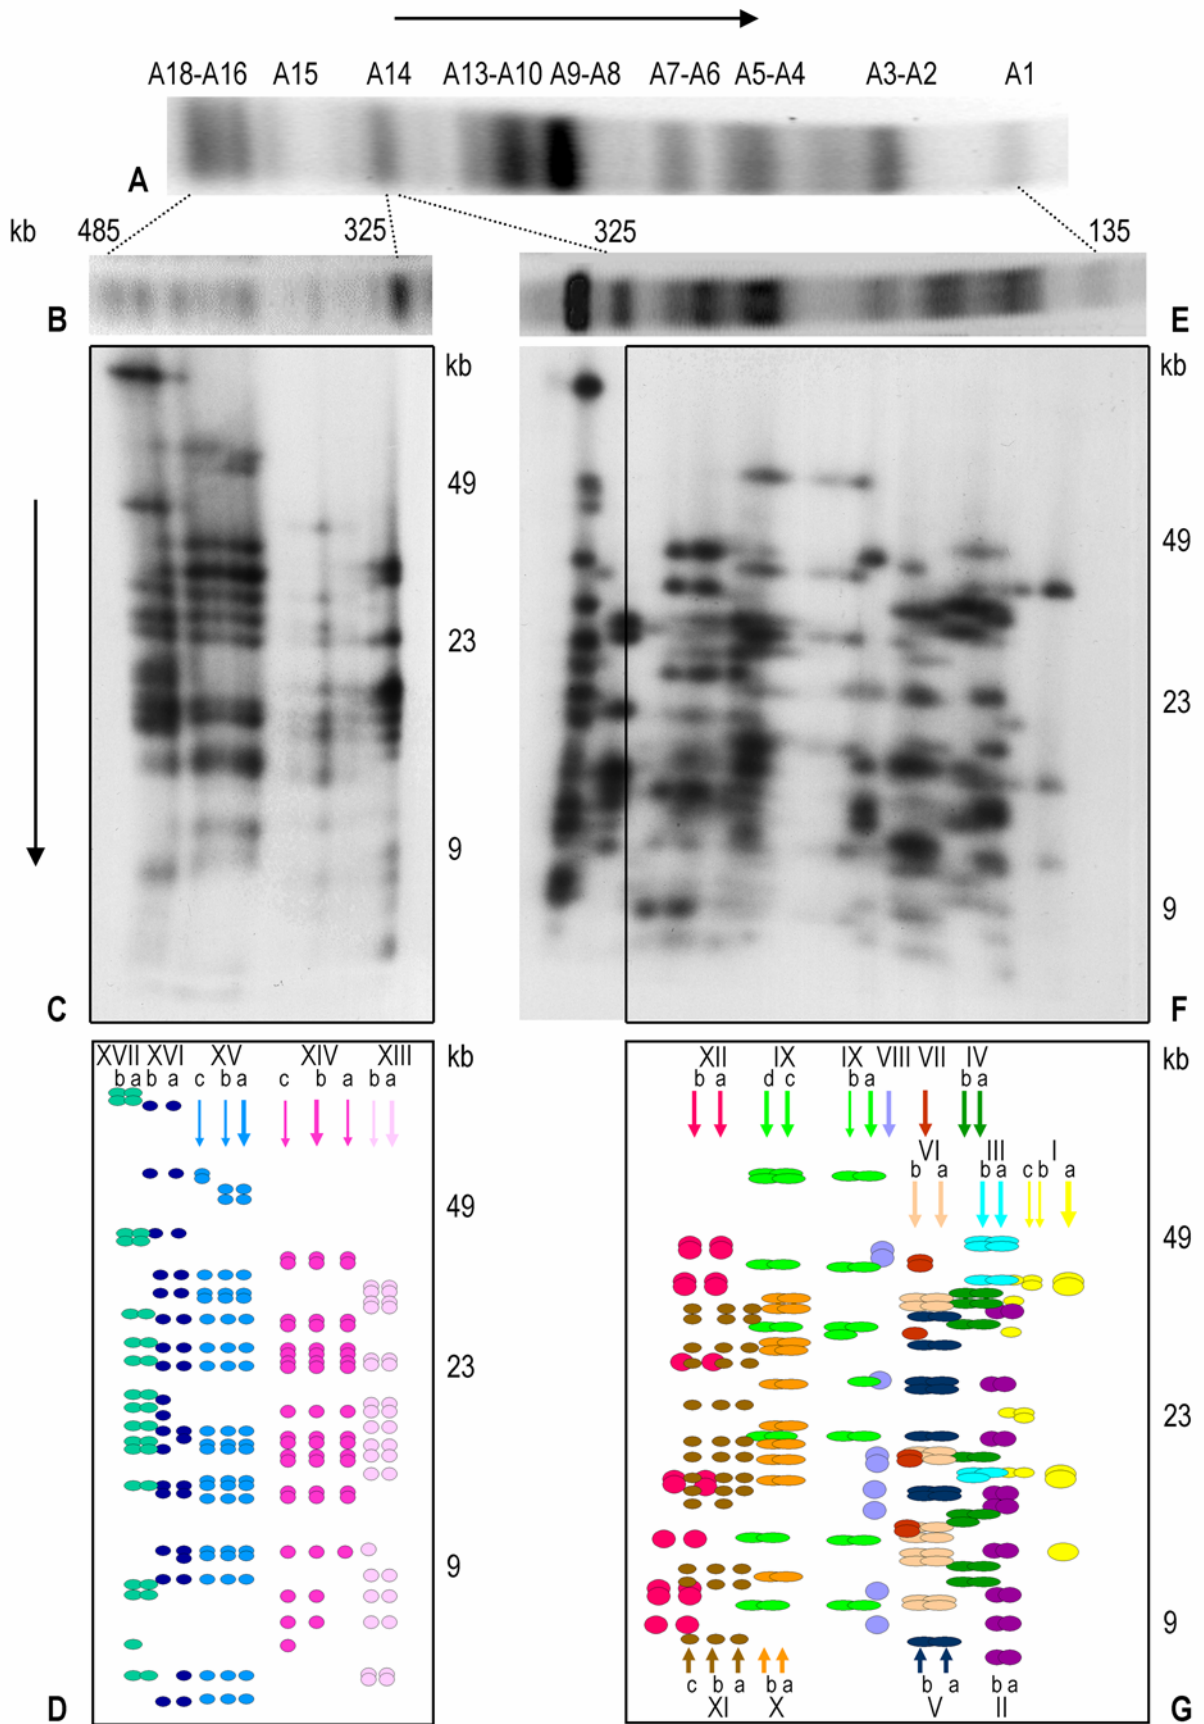 A18-A16 A15 A14 A13-A10 A9-A8 A7-A6 A5-A4 A3-A2 A1
A
kb 485 325 325 135
B E
kb kb
49
49
23
23
9
9
C F
XVII XVI XV XIV XIII kb
b a b a c b a c b a b a
49
23
9
D
XII IX IX VIII VII IV kb
b a d c b a b a
VI III I
b a b a c b a
49
23
9
c b a b a b a b a
XI X V II
G